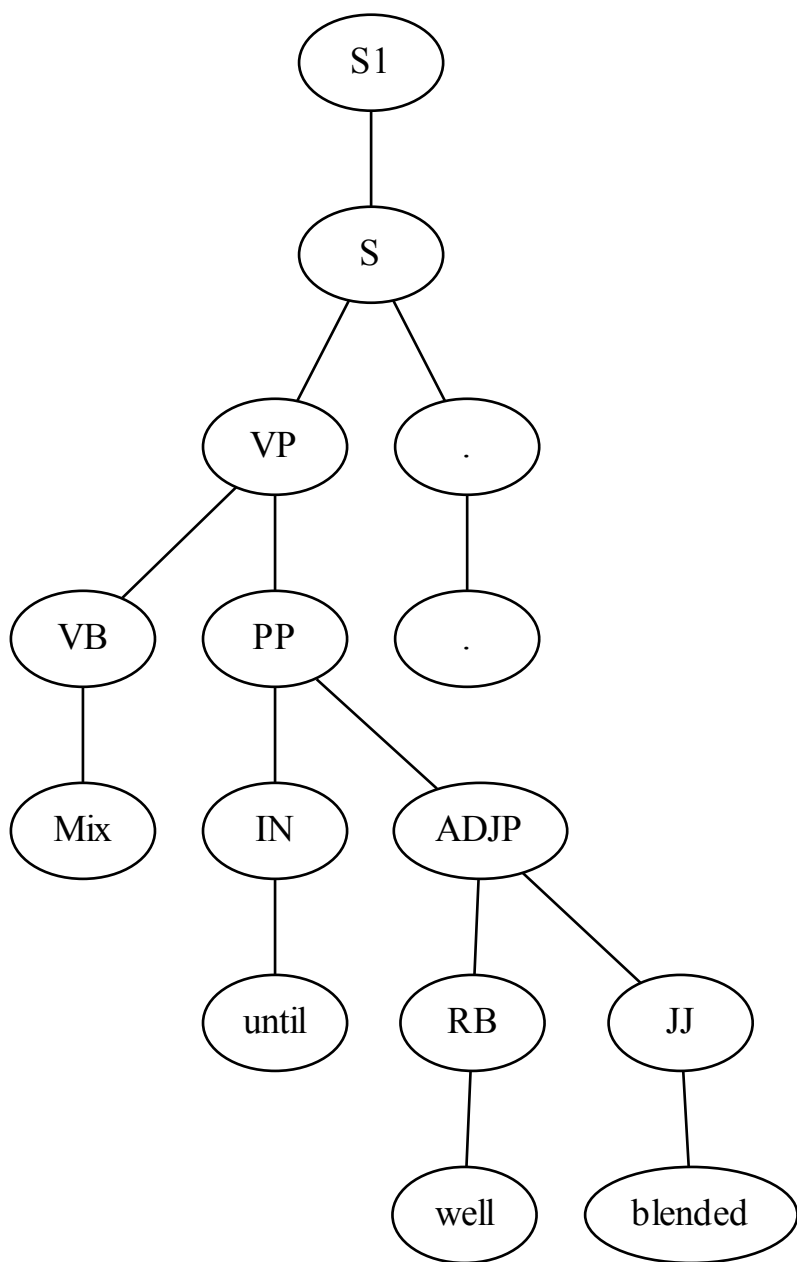 S1
S
VP .
VB PP .
Mix IN ADJP
until RB JJ
well blended